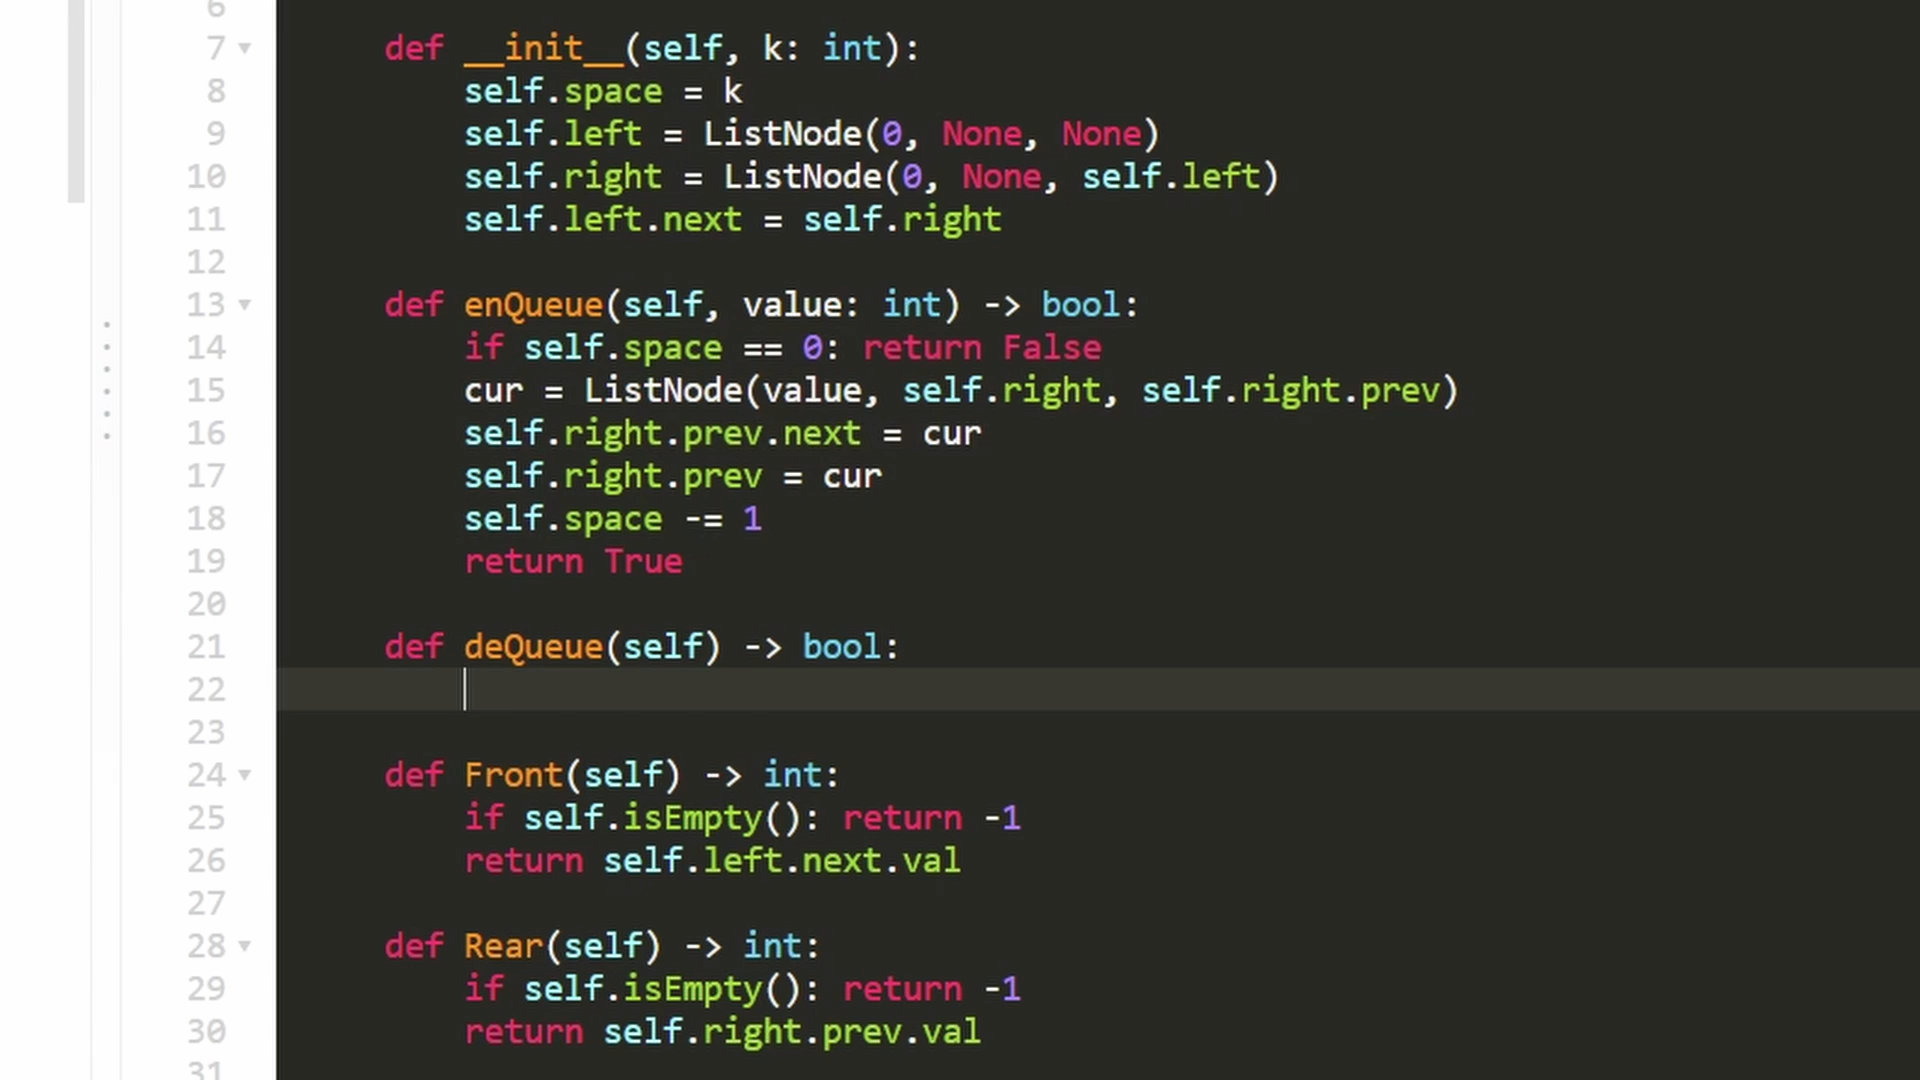 6
7 def __init__(self, k: int):
8 self.space = k
9 self.left = ListNode(0, None, None)
10 self.right = ListNode(0, None, self.left)
11 self.left.next = self.right
12
13 def enQueue(self, value: int) -> bool:
14 if self.space == 0: return False
15 cur = ListNode(value, self.right, self.right.prev)
16 self.right.prev.next = cur
17 self.right.prev = cur
18 self.space -= 1
19 return True
20
21 def deQueue(self) -> bool:
22
23
24 def Front(self) -> int:
25 if self.isEmpty(): return -1
26 return self.left.next.val
27
28 def Rear(self) -> int:
29 if self.isEmpty(): return -1
30 return self.right.prev.val
31